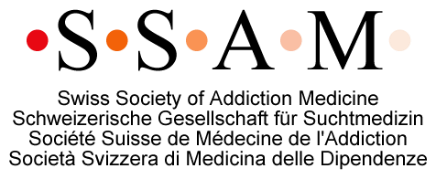 •S•S•A•M•
Swiss Society of Addiction Medicine
Schweizerische Gesellschaft für Suchtmedizin
Société Suisse de Médecine de l'Addiction
Società Svizzera di Medicina delle Dipendenze